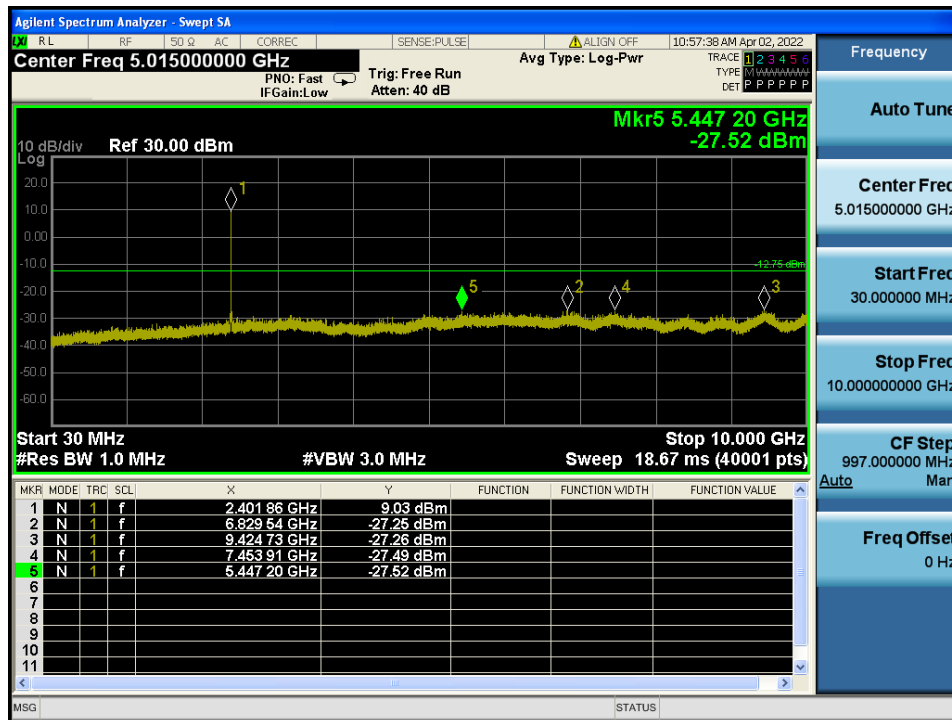 Agilent Spectrum Analyzer - Swept SA
LXI RL RF 50 Ω AC CORREC SENSE:PULSE ALIGN OFF 10:57:38 AM Apr 02, 2022
Center Freq 5.015000000 GHz
PNO: Fast
IFGain:Low
Trig: Free Run
Atten: 40 dB
Avg Type: Log-Pwr
TRACE 1 2 3 4 5 6
TYPE M WWWWW
DET P P P P P P
Mkr5 5.447 20 GHz
-27.52 dBm
10 dB/div Ref 30.00 dBm
Log
20.0
10.0
0.00
-10.0
-20.0
-30.0
-40.0
-50.0
-60.0
1
-12.75 dBm
5
2
4
3
Start 30 MHz
Stop 10.000 GHz
#Res BW 1.0 MHz
#VBW 3.0 MHz
Sweep 18.67 ms (40001 pts)
MKR MODE TRC SCL X Y FUNCTION FUNCTION WIDTH FUNCTION VALUE
1 N 1 f 2.401 86 GHz 9.03 dBm
2 N 1 f 6.829 54 GHz -27.25 dBm
3 N 1 f 9.424 73 GHz -27.26 dBm
4 N 1 f 7.453 91 GHz -27.49 dBm
5 N 1 f 5.447 20 GHz -27.52 dBm
6
7
8
9
10
11
MSG
STATUS
Frequency
Auto Tune
Center Freq
5.015000000 GHz
Start Freq
30.000000 MHz
Stop Freq
10.000000000 GHz
CF Step
997.000000 MHz
Auto Man
Freq Offset
0 Hz